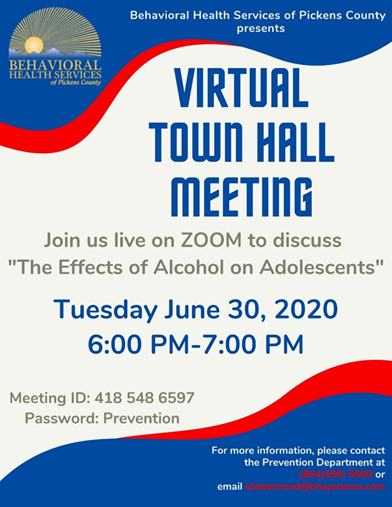 Behavioral Health Services of Pickens County
presents
BEHAVIORAL
HEALTH SERVICES
of Pickens County
VIRTUAL
TOWN HALL
MEETING
Join us live on ZOOM to discuss
"The Effects of Alcohol on Adolescents"
Tuesday June 30, 2020
6:00 PM-7:00 PM
Meeting ID: 418 548 6597
Password: Prevention
For more information, please contact
the Prevention Department at
or
email